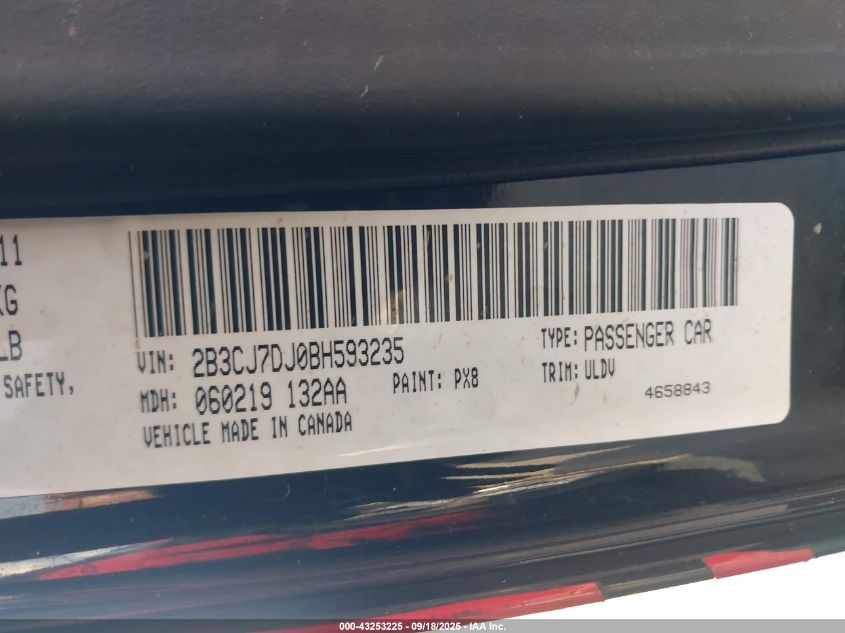 11
KG
LB
SAFETY,
VIN: 2B3CJ7DJ0BH593235
TYPE: PASSENGER CAR
MDH: 060219 132AA
PAINT: PX8
TRIM: ULDV
4658843
VEHICLE MADE IN CANADA
000-43253225 - 09/18/2025 - IAA Inc.